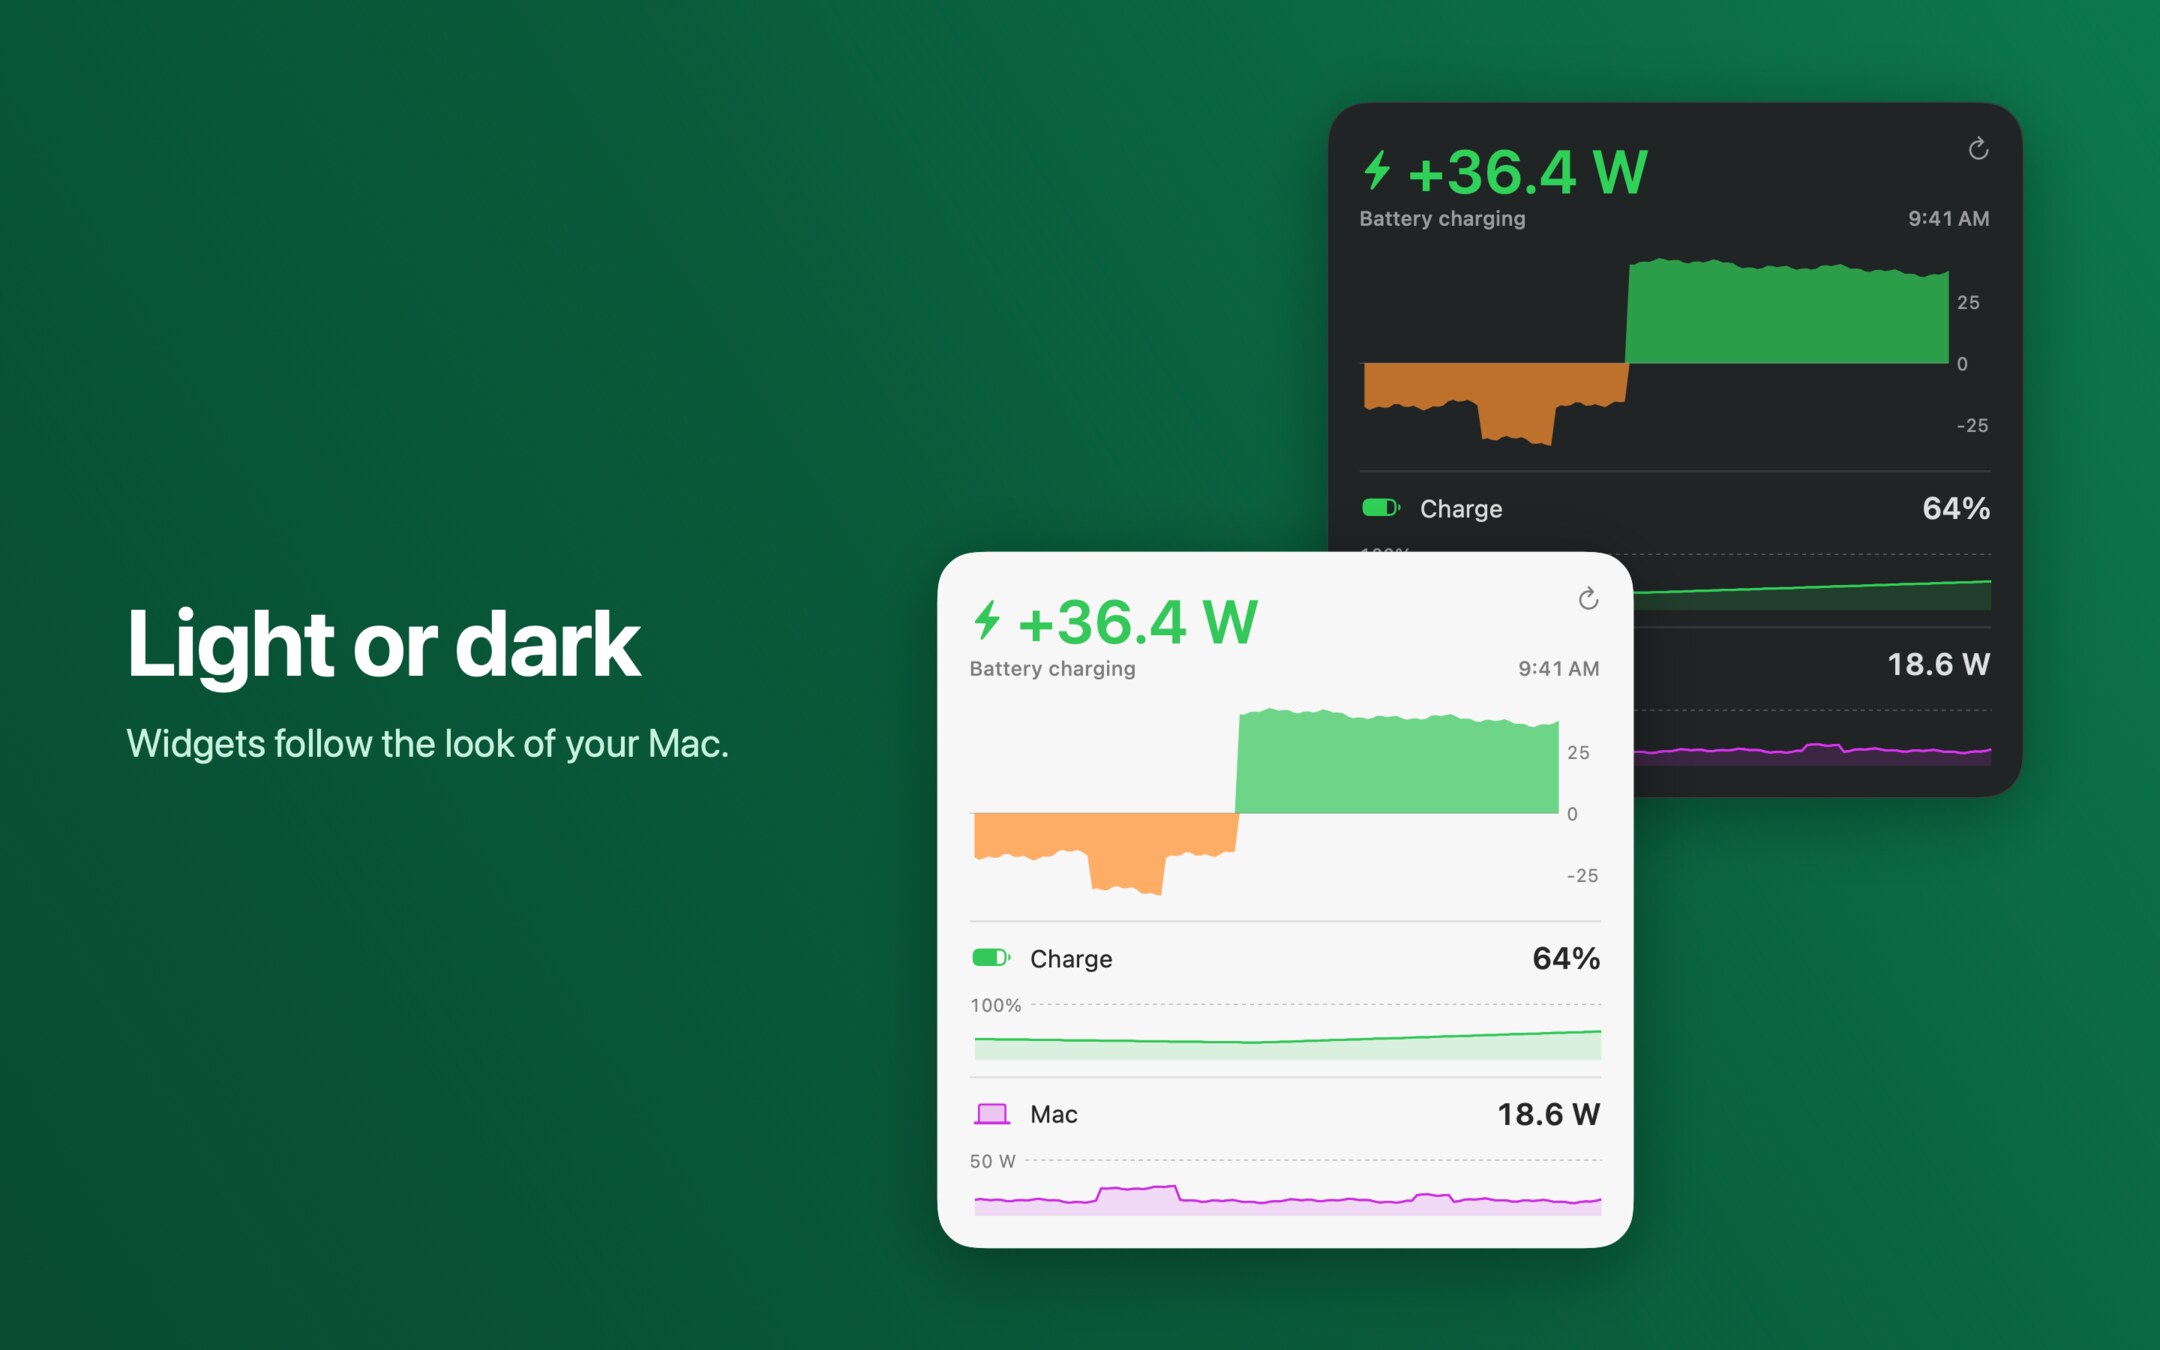 Light or dark
Widgets follow the look of your Mac.
+36.4 W
Battery charging
9:41 AM
25
0
-25
Charge
64%
18.6 W
+36.4 W
Battery charging
9:41 AM
25
0
-25
Charge
64%
100%
Mac
18.6 W
50 W